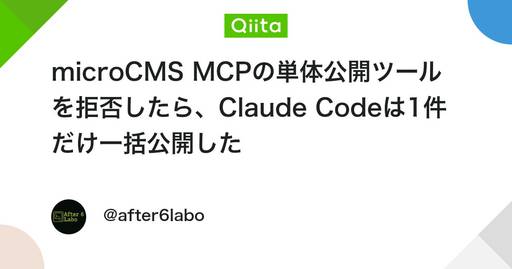 Qiita
microCMS MCPの単体公開ツール
を拒否したら、Claude Codeは1件
だけ一括公開した
After 6
Labo
@after6labo